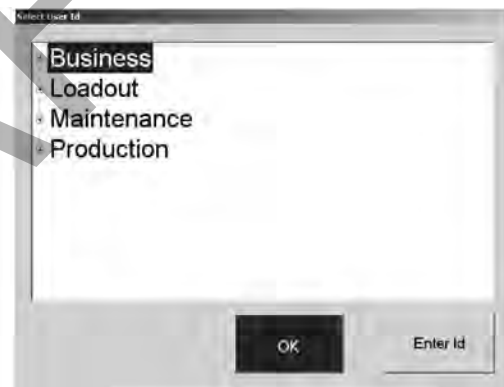 Select User Id
Business
Loadout
Maintenance
Production
OK
Enter Id